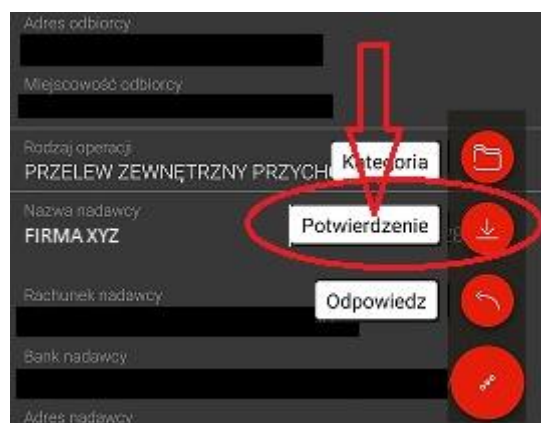 Adres odbiorcy
Miejscowość odbiorcy
Rodzaj operacji
PRZELEW ZEWNĘTRZNY PRZYCH
Kategoria
Nazwa nadawcy
FIRMA XYZ
Potwierdzenie
Rachunek nadawcy
Odpowiedz
Bank nadawcy
Adres nadawcy